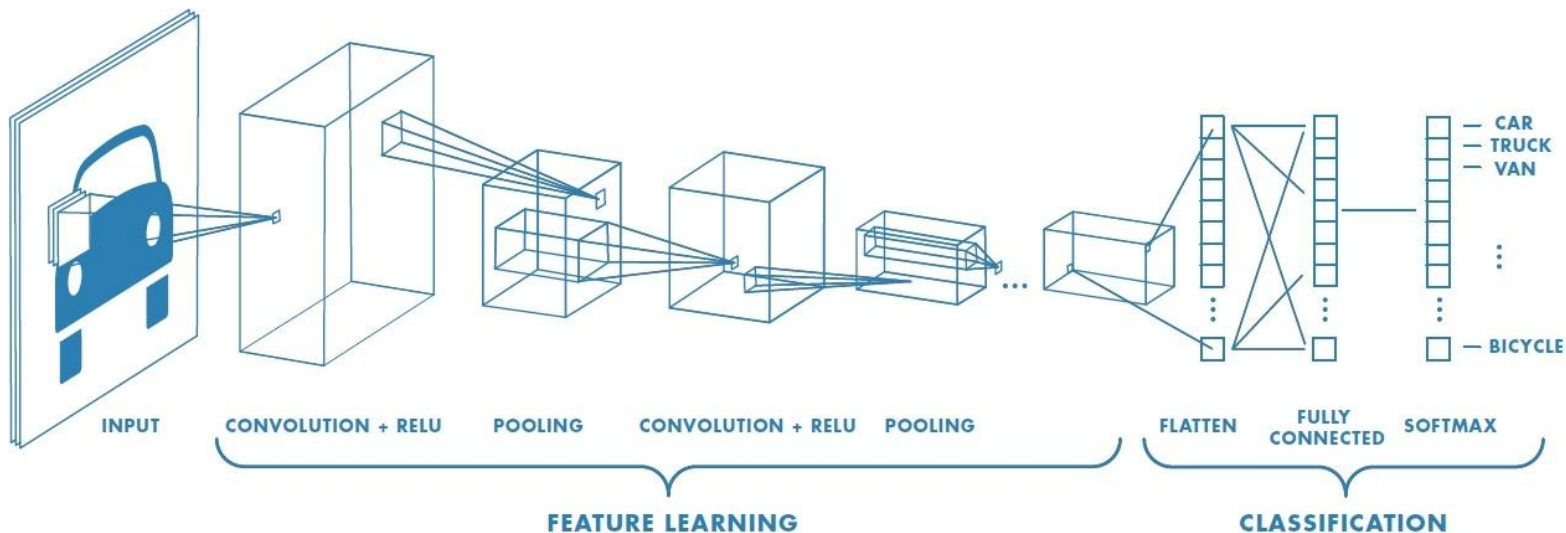 CAR
TRUCK
VAN
BICYCLE
INPUT
CONVOLUTION + RELU
POOLING
CONVOLUTION + RELU
POOLING
FLATTEN
FULLY
CONNECTED
SOFTMAX
FEATURE LEARNING
CLASSIFICATION